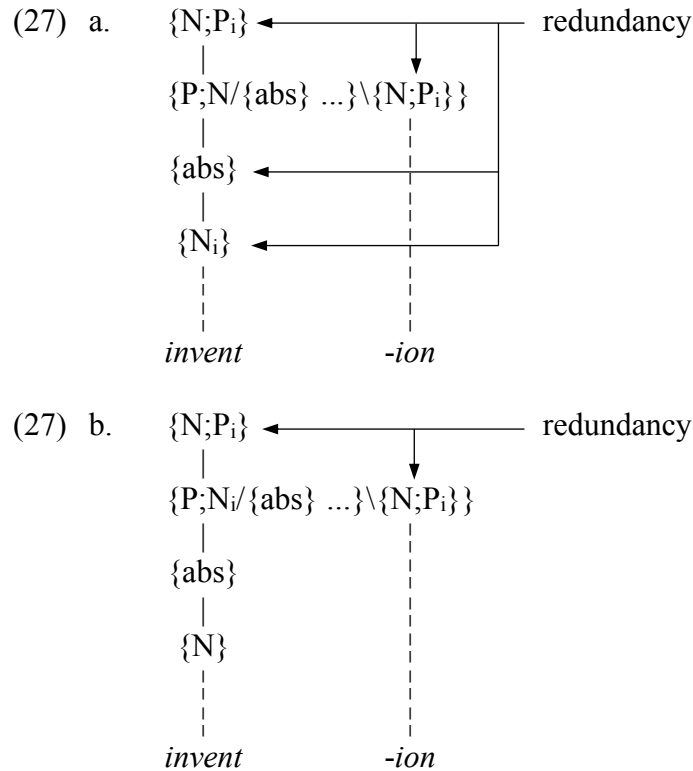 (27) a. {N;Pᵢ} redundancy
{P;N/{abs} ...}\{N;Pᵢ}}
{abs}
{Nᵢ}
invent -ion
(27) b. {N;Pᵢ} redundancy
{P;Nᵢ/{abs} ...}\{N;Pᵢ}}
{abs}
{N}
invent -ion